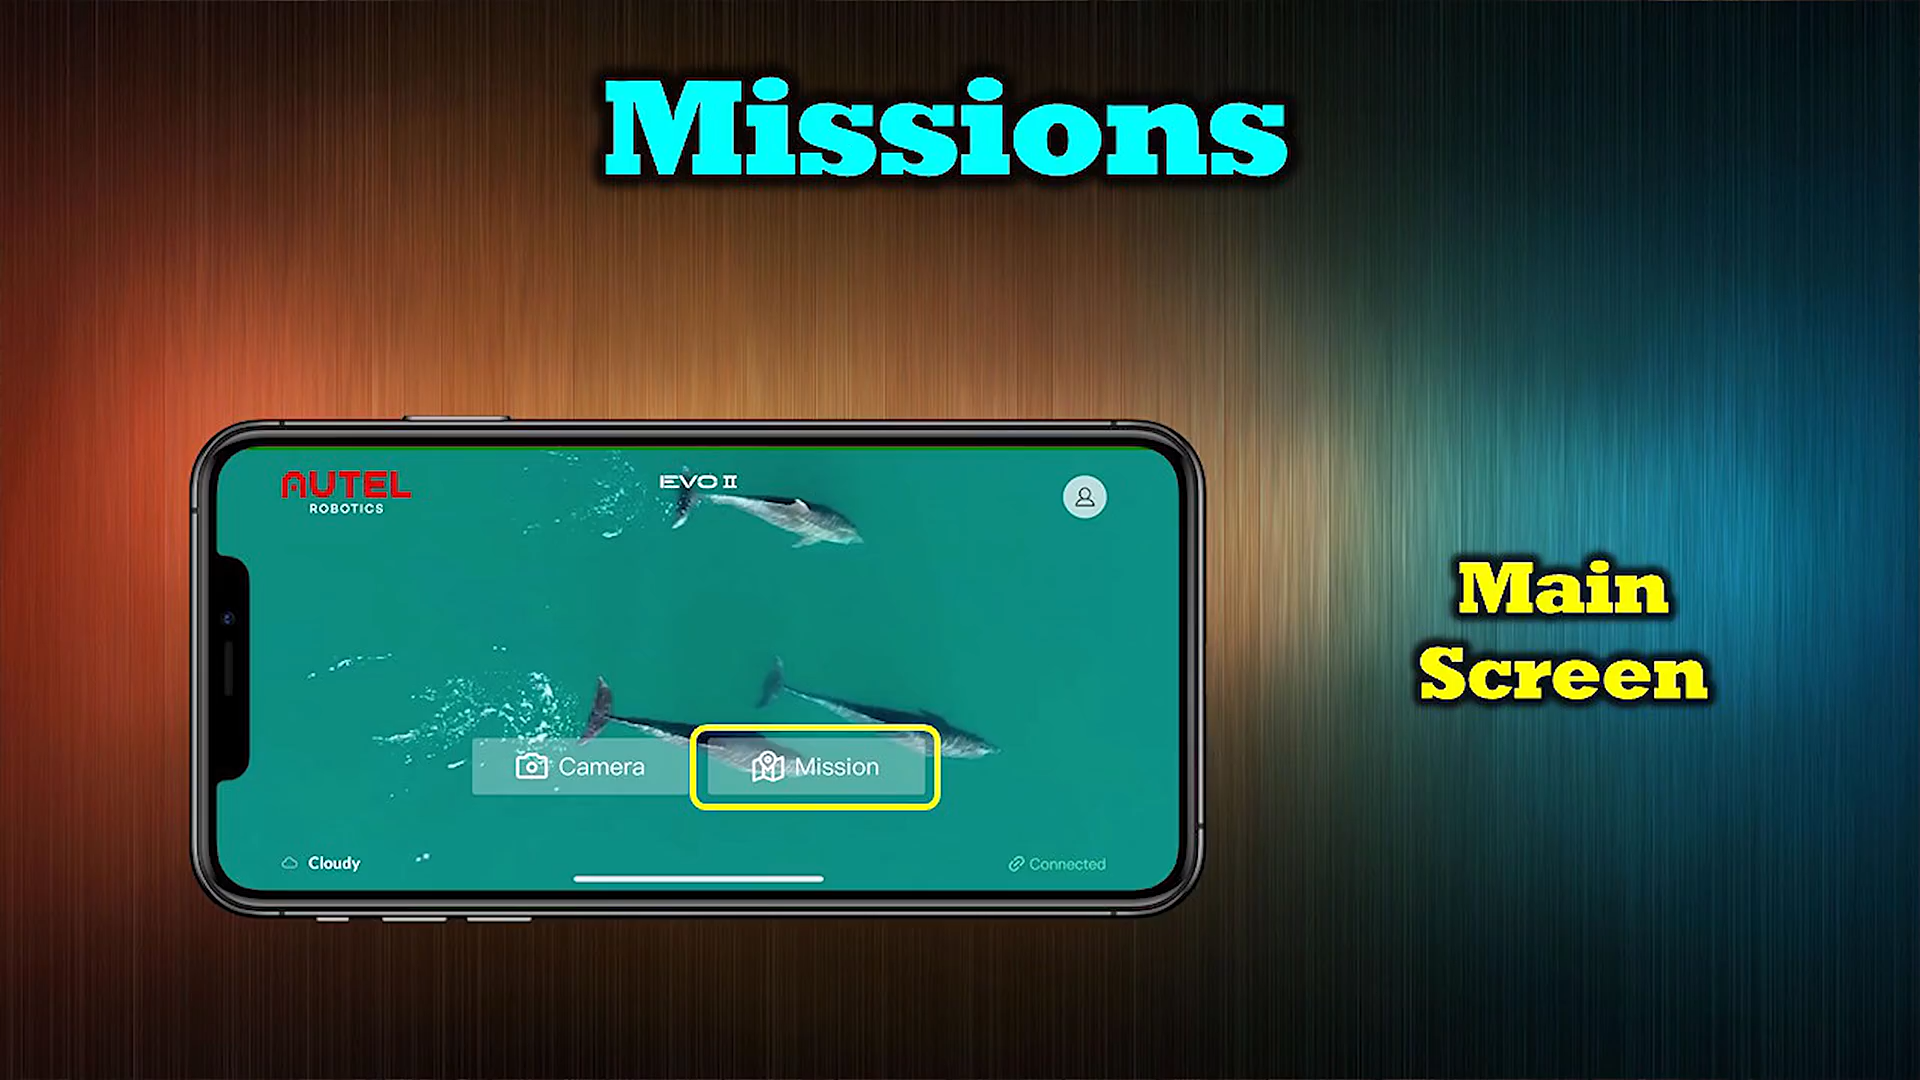 Missions
AUTEL
ROBOTICS
EVO II
Main
Screen
Camera
Mission
Cloudy
Connected